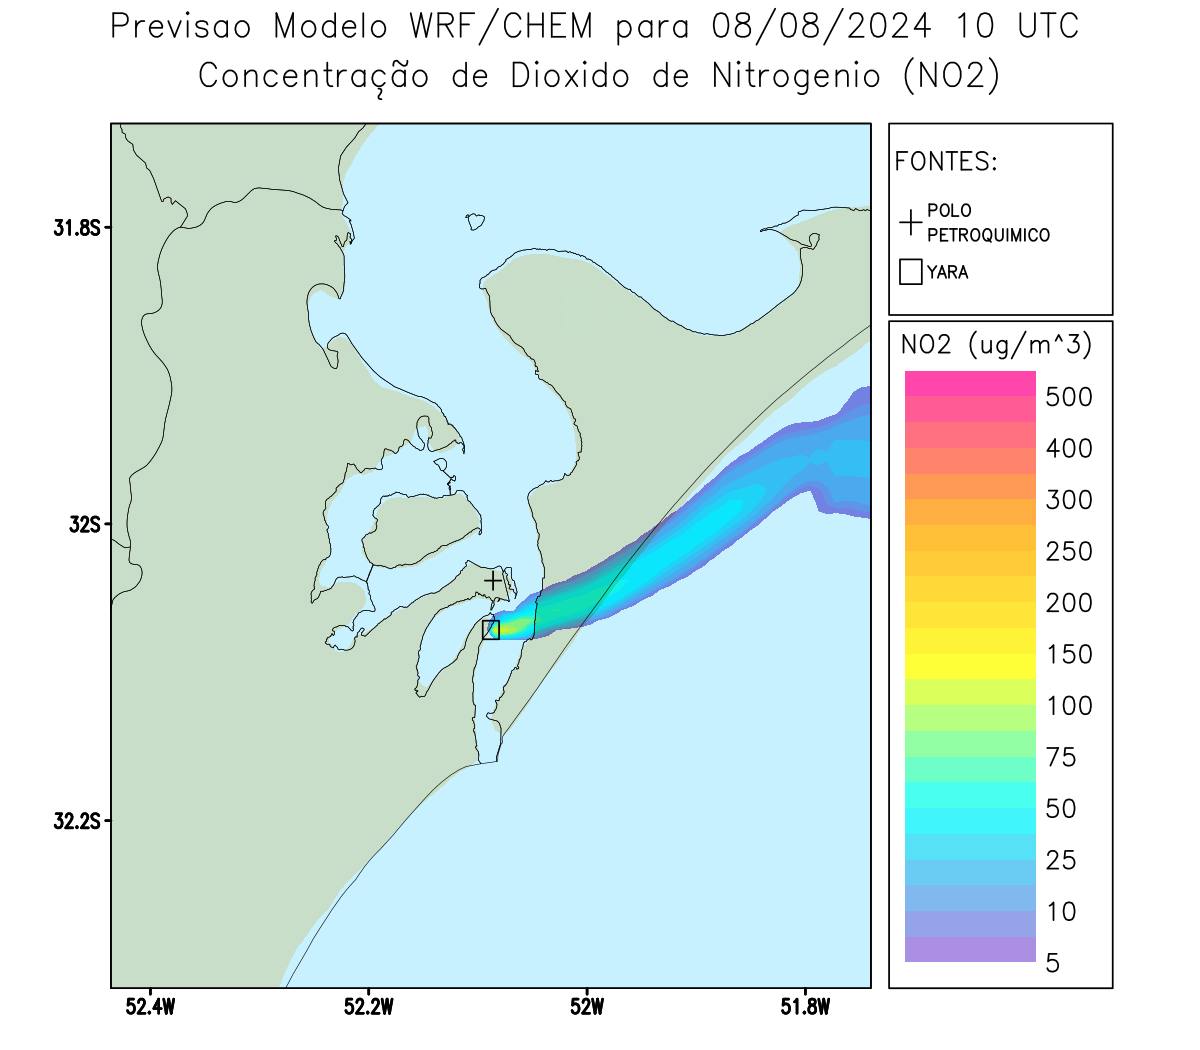 Previsao Modelo WRF/CHEM para 08/08/2024 10 UTC
Concentração de Dioxido de Nitrogenio (NO2)
FONTES:
POLO
PETROQUIMICO
YARA
NO2 (ug/m^3)
500
400
300
250
200
150
100
75
50
25
10
5
31.8S
32S
32.2S
52.4W
52.2W
52W
51.8W